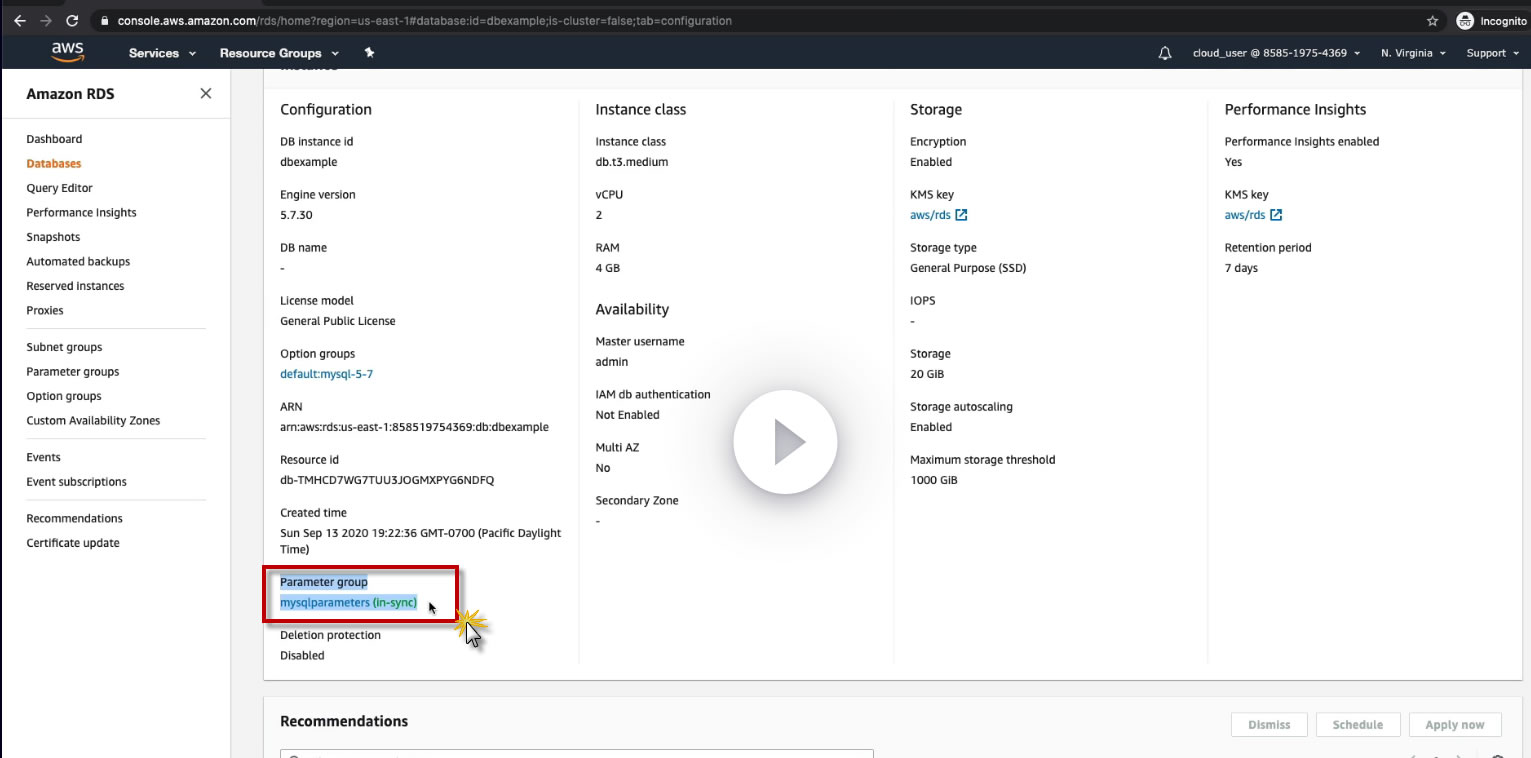 console.aws.amazon.com/rds/home?region=us-east-1#database:id=dbexample;is-cluster=false;tab=configuration
Incognito
aws
Services
Resource Groups
cloud_user @ 8585-1975-4369
N. Virginia
Support
Amazon RDS
Dashboard
Databases
Query Editor
Performance Insights
Snapshots
Automated backups
Reserved instances
Proxies
Subnet groups
Parameter groups
Option groups
Custom Availability Zones
Events
Event subscriptions
Recommendations
Certificate update
Configuration
DB instance id
dbexample
Engine version
5.7.30
DB name
-
License model
General Public License
Option groups
default:mysql-5-7
ARN
arn:aws:rds:us-east-1:858519754369:db:dbexample
Resource id
db-TMHCD7WG7TUU3JOGMXPYG6NDFQ
Created time
Sun Sep 13 2020 19:22:36 GMT-0700 (Pacific Daylight
Time)
Parameter group
mysqlparameters (in-sync)
Deletion protection
Disabled
Instance class
Instance class
db.t3.medium
vCPU
2
RAM
4 GB
Availability
Master username
admin
IAM db authentication
Not Enabled
Multi AZ
No
Secondary Zone
-
Storage
Encryption
Enabled
KMS key
aws/rds
Storage type
General Purpose (SSD)
IOPS
-
Storage
20 GiB
Storage autoscaling
Enabled
Maximum storage threshold
1000 GiB
Performance Insights
Performance Insights enabled
Yes
KMS key
aws/rds
Retention period
7 days
Recommendations
Dismiss
Schedule
Apply now